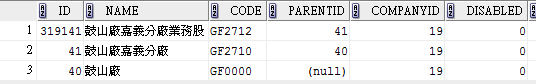 ID NAME CODE PARENTID COMPANYID DISABLED
1 319141 鼓山廠嘉義分廠業務股 GF2712 41 19 0
2 41 鼓山廠嘉義分廠 GF2710 40 19 0
3 40 鼓山廠 GF0000 (null) 19 0